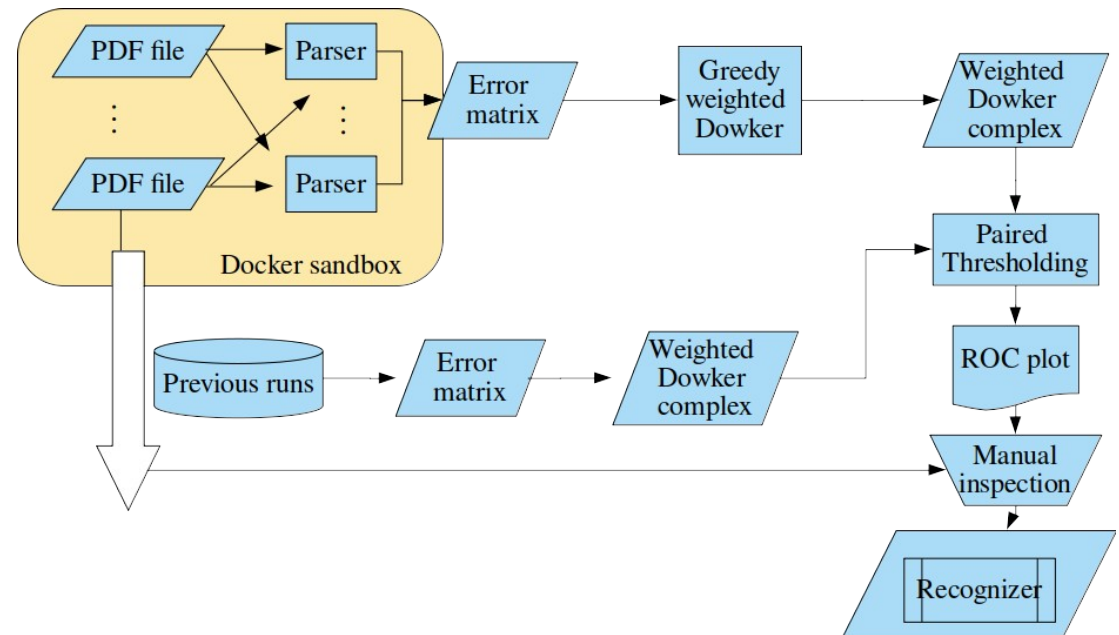 PDF file
Parser
⋮
⋮
PDF file
Parser
Docker sandbox
Error
matrix
Greedy
weighted
Dowker
Weighted
Dowker
complex
Paired
Thresholding
Previous runs
Error
matrix
Weighted
Dowker
complex
ROC plot
Manual
inspection
Recognizer